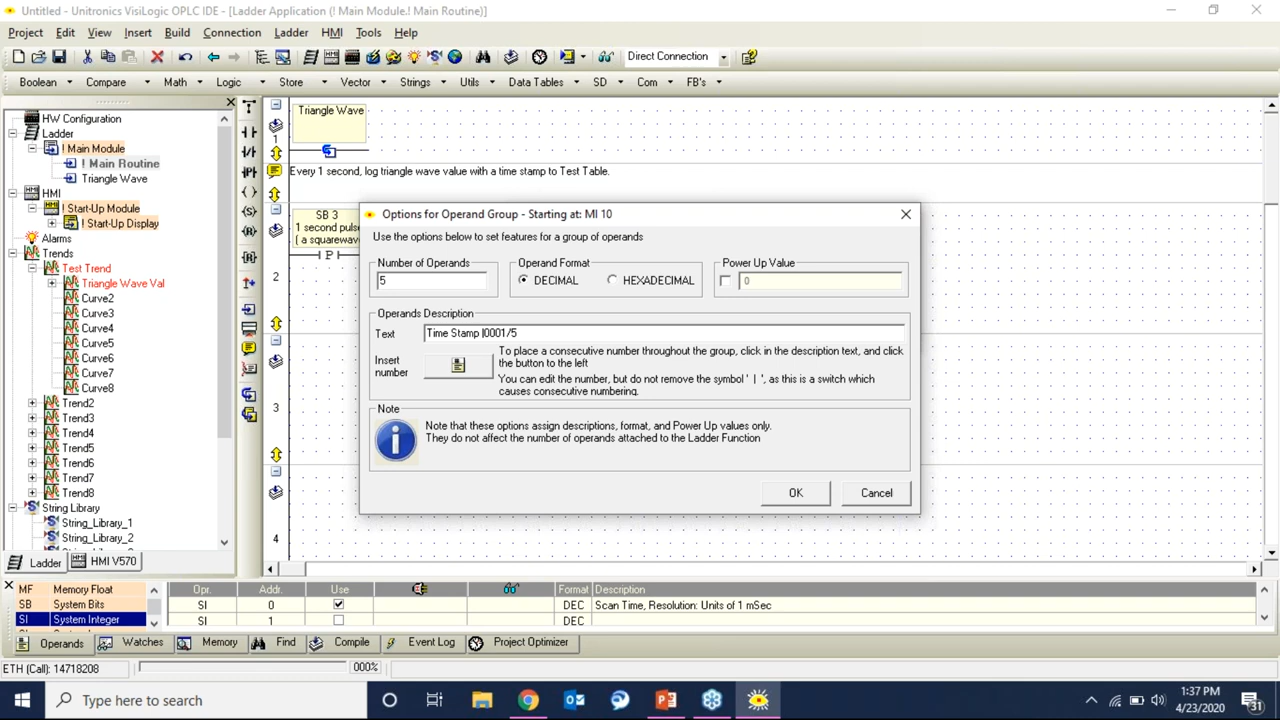 Untitled - Unitronics VisiLogic OPLC IDE - [Ladder Application (! Main Module.! Main Routine)]
Project Edit View Insert Build Connection Ladder HMI Tools Help
Direct Connection
Boolean Compare Math Logic Store Vector Strings Utils Data Tables SD Com FB's
HW Configuration
Ladder
! Main Module
! Main Routine
Triangle Wave
HMI
! Start-Up Module
! Start-Up Display
Alarms
Trends
Test Trend
Triangle Wave Val
Curve2
Curve3
Curve4
Curve5
Curve6
Curve7
Curve8
Trend2
Trend3
Trend4
Trend5
Trend6
Trend7
Trend8
String Library
String_Library_1
String_Library_2
Ladder HMI V570
Triangle Wave
1
Every 1 second, log triangle wave value with a time stamp to Test Table.
SB 3
1 second puls
( a squarewav
P
2
3
4
Options for Operand Group - Starting at: MI 10
Use the options below to set features for a group of operands
Number of Operands
5
Operand Format
DECIMAL HEXADECIMAL
Power Up Value
0
Operands Description
Text Time Stamp |0001/5
Insert number
To place a consecutive number throughout the group, click in the description text, and click
the button to the left
You can edit the number, but do not remove the symbol ' | ', as this is a switch which
causes consecutive numbering.
Note
Note that these options assign descriptions, format, and Power Up values only.
They do not affect the number of operands attached to the Ladder Function
OK Cancel
MF Memory Float
SB System Bits
SI System Integer
Opr. Addr. Use Format Description
SI 0 DEC Scan Time, Resolution: Units of 1 mSec
SI 1 DEC
Operands Watches Memory Find Compile Event Log Project Optimizer
ETH (Call): 14718208 000%
Type here to search
1:37 PM
4/23/2020
31